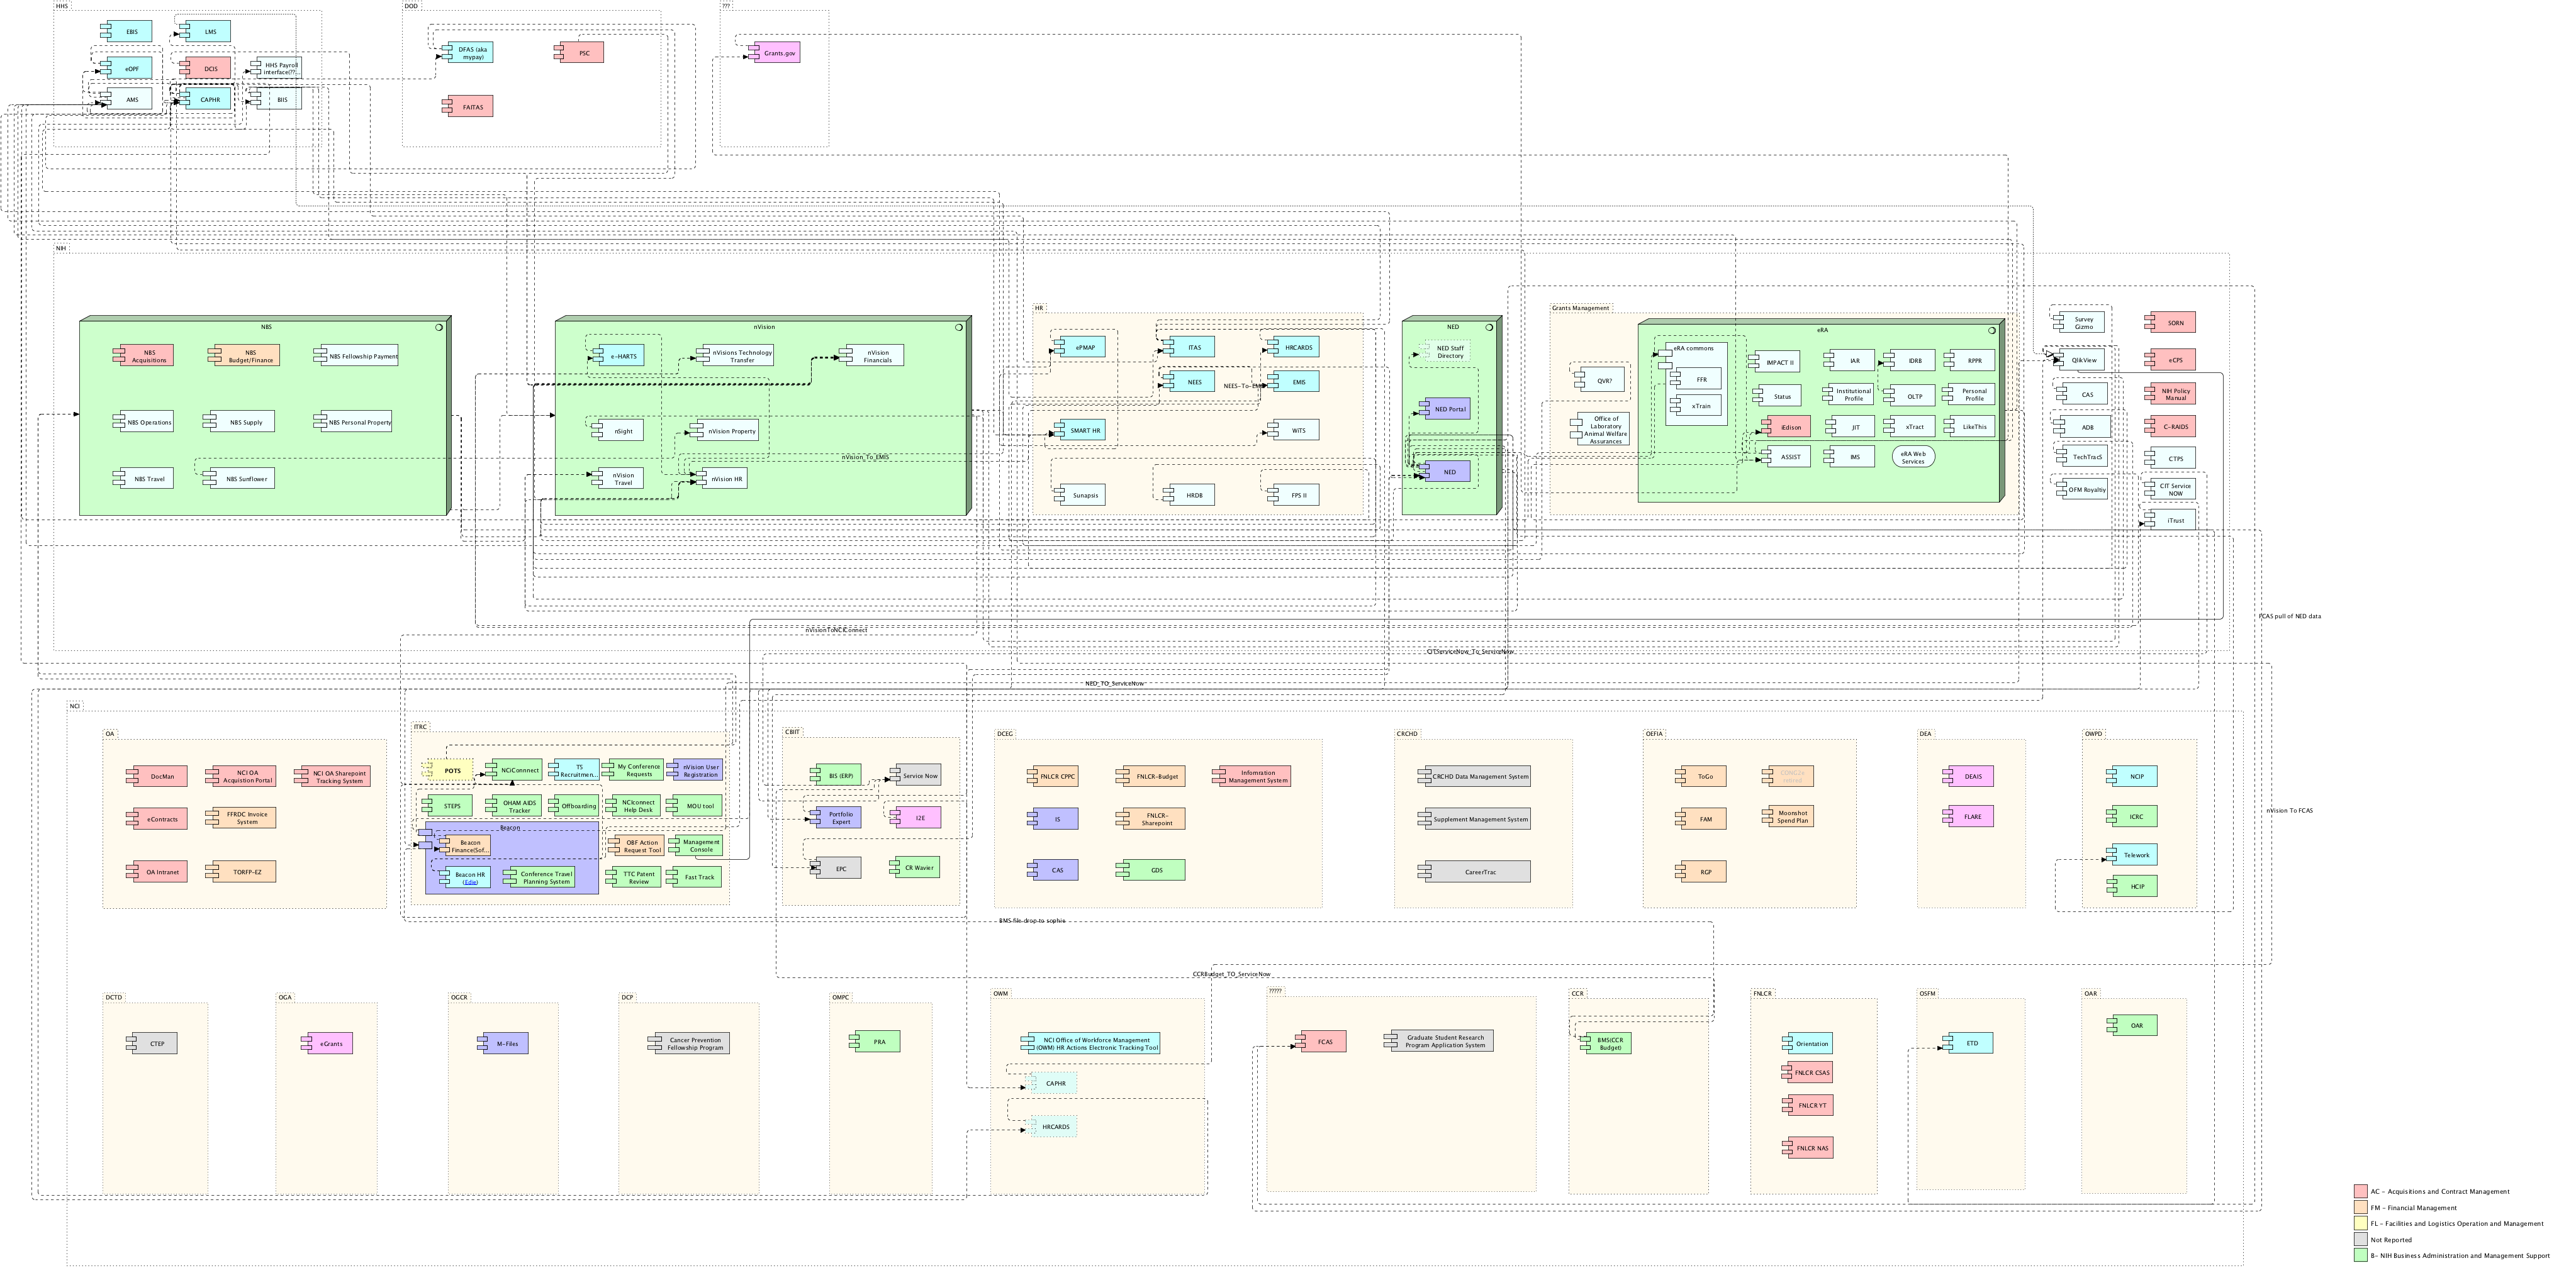 HHS
EBIS
LMS
eOPF
DCIS
HHS Payroll
interface(??...
AMS
CAPHR
BIIS
DOD
DFAS (aka
mypay)
PSC
FAITAS
???
Grants.gov
NIH
NBS
NBS
Acquisitions
NBS
Budget/Finance
NBS Fellowship Payment
NBS Operations
NBS Supply
NBS Personal Property
NBS Travel
NBS Sunflower
nVision
e-HARTS
nVisions Technology
Transfer
nVision
Financials
nSight
nVision Property
nVision_To_EMIS
nVision
Travel
nVision HR
HR
ePMAP
ITAS
HRCARDS
NEES
NEES-To-EMIS
EMIS
SMART HR
WiTS
Sunapsis
HRDB
FPS II
NED
NED Staff
Directory
NED Portal
NED
Grants Management
QVR?
Office of
Laboratory
Animal Welfare
Assurances
eRA
eRA commons
FFR
xTrain
IMPACT II
IAR
IDRB
RPPR
Status
Institutional
Profile
OLTP
Personal
Profile
iEdison
JIT
xTract
LikeThis
ASSIST
IMS
eRA Web
Services
Survey
Gizmo
SORN
QlikView
eCPS
CAS
NIH Policy
Manual
ADB
C-RAIDS
TechTracS
CTPS
OFM Royaltiy
CIT Service
NOW
iTrust
FCAS pull of NED data
nVisionToNCIConnect
CITServiceNow_To_ServiceNow
NED_TO_ServiceNow
nVision To FCAS
NCI
OA
DocMan
NCI OA
Acquistion Portal
NCI OA Sharepoint
Tracking System
eContracts
FFRDC Invoice
System
OA Intranet
TORFP-EZ
ITRC
POTS
NCIConnnect
TS
Recruitmen...
My Conference
Requests
nVision User
Registration
STEPS
OHAM AIDS
Tracker
Offboarding
NCIconnect
Help Desk
MOU tool
Beacon
Beacon
Finance(Sof...
OBF Action
Request Tool
Management
Console
Beacon HR
(Edie)
Conference Travel
Planning System
TTC Patent
Review
Fast Track
CBIIT
BIS (ERP)
Service Now
Portfolio
Expert
I2E
EPC
CR Wavier
DCEG
FNLCR CPPC
FNLCR-Budget
Infomraition
Management System
IS
FNLCR-
Sharepoint
CAS
GDS
CRCHD
CRCHD Data Management System
Supplement Management System
CareerTrac
OEFIA
ToGo
FAM
Moonshot
Spend Plan
RGP
DEA
DEAIS
FLARE
OWPD
NCIP
ICRC
Telework
HCIP
BMS file drop to sophie
CCRBudget_TO_ServiceNow
DCTD
CTEP
OGA
eGrants
OGCR
M-Files
DCP
Cancer Prevention
Fellowship Program
OMPC
PRA
OWM
NCI Office of Workforce Management
(OWM) HR Actions Electronic Tracking Tool
CAPHR
HRCARDS
?????
FCAS
Graduate Student Research
Program Application System
CCR
BMS(CCR
Budget)
FNLCR
Orientation
FNLCR CSAS
FNLCR YT
FNLCR NAS
OSFM
ETD
OAR
OAR
AC - Acquisitions and Contract Management
FM - Financial Management
FL - Facilities and Logistics Operation and Management
Not Reported
B- NIH Business Administration and Management Support